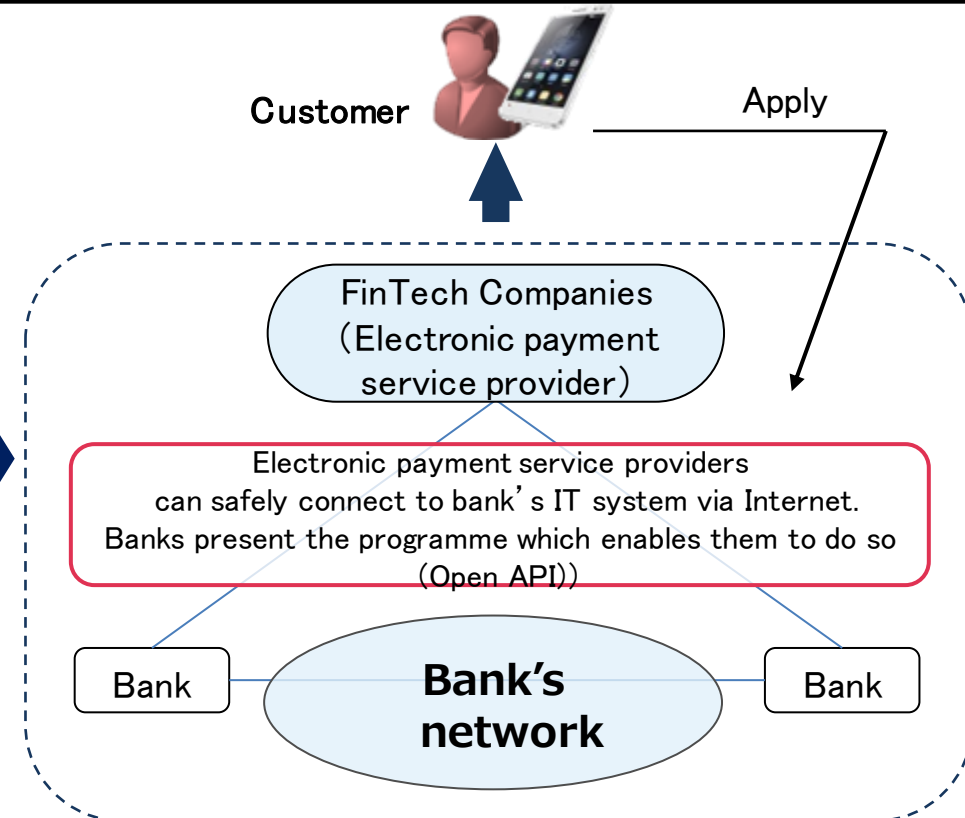 Customer
Apply
FinTech Companies
(Electronic payment
service provider)
Electronic payment service providers
can safely connect to bank's IT system via Internet.
Banks present the programme which enables them to do so
(Open API))
Bank
Bank's
network
Bank